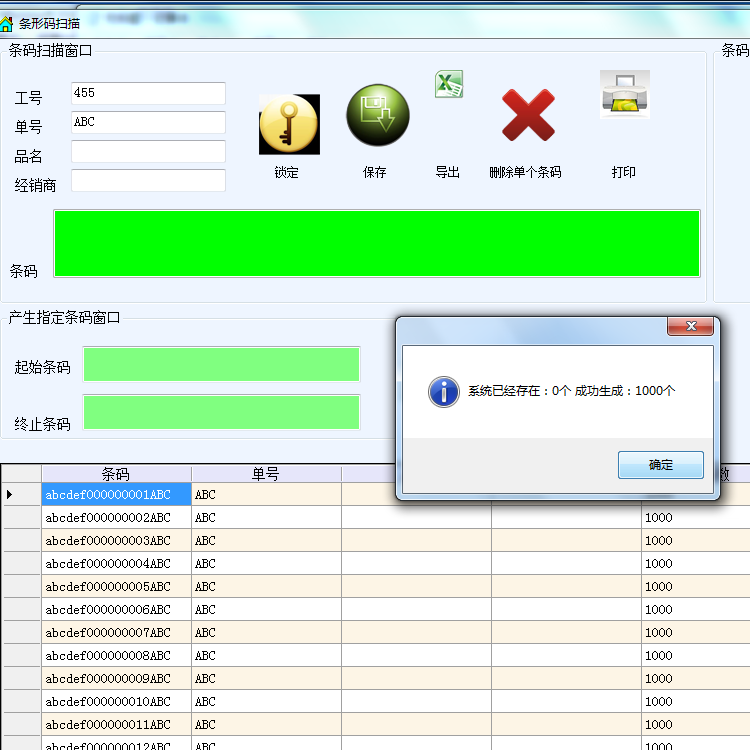 条形码扫描
条码扫描窗口
条码
工号 455
单号 ABC
品名
经销商
锁定 保存 导出 删除单个条码 打印
条码
产生指定条码窗口
起始条码
终止条码
系统已经存在：0个 成功生成：1000个
确定
条码 单号 数
abcdef000000001ABC ABC
abcdef000000002ABC ABC 1000
abcdef000000003ABC ABC 1000
abcdef000000004ABC ABC 1000
abcdef000000005ABC ABC 1000
abcdef000000006ABC ABC 1000
abcdef000000007ABC ABC 1000
abcdef000000008ABC ABC 1000
abcdef000000009ABC ABC 1000
abcdef000000010ABC ABC 1000
abcdef000000011ABC ABC 1000
abcdef000000012ABC ABC 1000